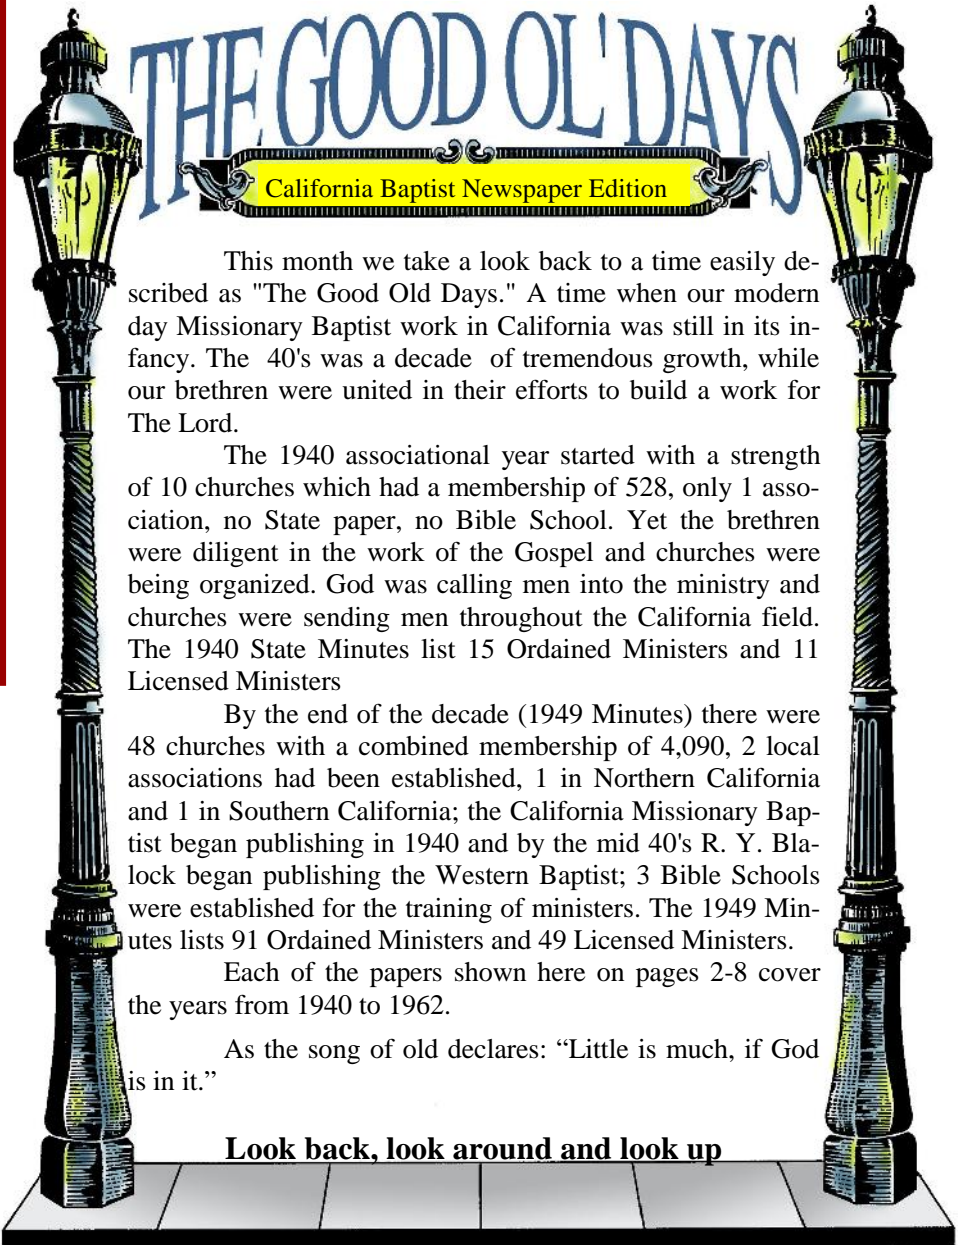 THE GOOD OL' DAYS
California Baptist Newspaper Edition
This month we take a look back to a time easily de-
scribed as "The Good Old Days." A time when our modern
day Missionary Baptist work in California was still in its in-
fancy. The 40's was a decade of tremendous growth, while
our brethren were united in their efforts to build a work for
The Lord.
The 1940 associational year started with a strength
of 10 churches which had a membership of 528, only 1 asso-
ciation, no State paper, no Bible School. Yet the brethren
were diligent in the work of the Gospel and churches were
being organized. God was calling men into the ministry and
churches were sending men throughout the California field.
The 1940 State Minutes list 15 Ordained Ministers and 11
Licensed Ministers
By the end of the decade (1949 Minutes) there were
48 churches with a combined membership of 4,090, 2 local
associations had been established, 1 in Northern California
and 1 in Southern California; the California Missionary Bap-
tist began publishing in 1940 and by the mid 40's R. Y. Bla-
lock began publishing the Western Baptist; 3 Bible Schools
were established for the training of ministers. The 1949 Min-
utes lists 91 Ordained Ministers and 49 Licensed Ministers.
Each of the papers shown here on pages 2-8 cover
the years from 1940 to 1962.
As the song of old declares: “Little is much, if God
is in it.”
Look back, look around and look up